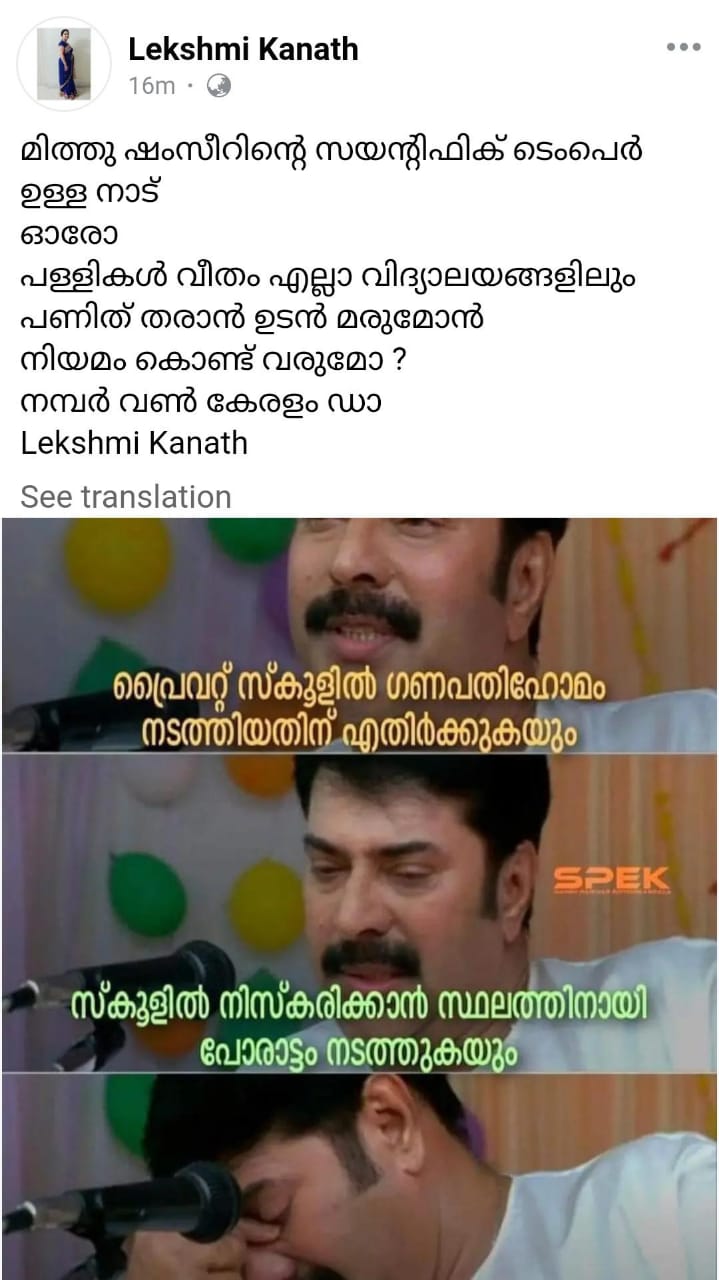 Lekshmi Kanath
16m
മിത്തു ഷംസീറിന്റെ സയന്റിഫിക് ടെംപെർ
ഉള്ള നാട്
ഓരോ
പള്ളികൾ വീതം എല്ലാ വിദ്യാലയങ്ങളിലും
പണിത് തരാൻ ഉടൻ മരുമോൻ
നിയമം കൊണ്ട് വരുമോ ?
നമ്പർ വൺ കേരളം ഡാ
Lekshmi Kanath
See translation
പ്രൈവറ്റ് സ്കൂളിൽ ഗണപതിഹോമം
നടത്തിയതിന് എതിർക്കുകയും
SPEK
സ്കൂളിൽ നിസ്കരിക്കാൻ സ്ഥലത്തിനായി
പോരാട്ടം നടത്തുകയും